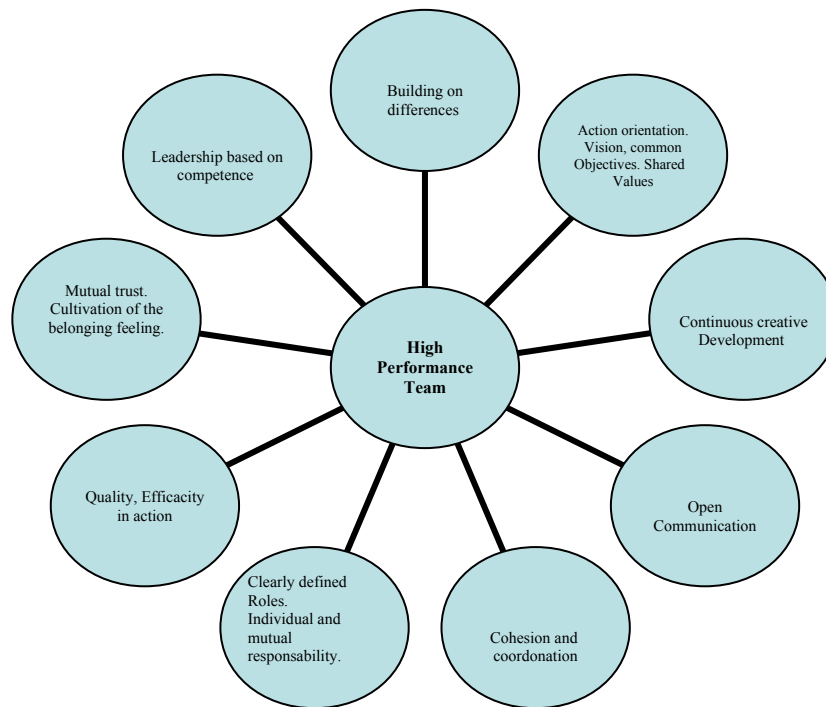 Building on
differences
Action orientation.
Vision, common
Objectives. Shared
Values
Leadership based on
competence
Mutual trust.
Cultivation of the
belonging feeling.
Continuous creative
Development
High
Performance
Team
Quality, Efficacity
in action
Open
Communication
Clearly defined
Roles.
Individual and
mutual
responsability.
Cohesion and
coordonation